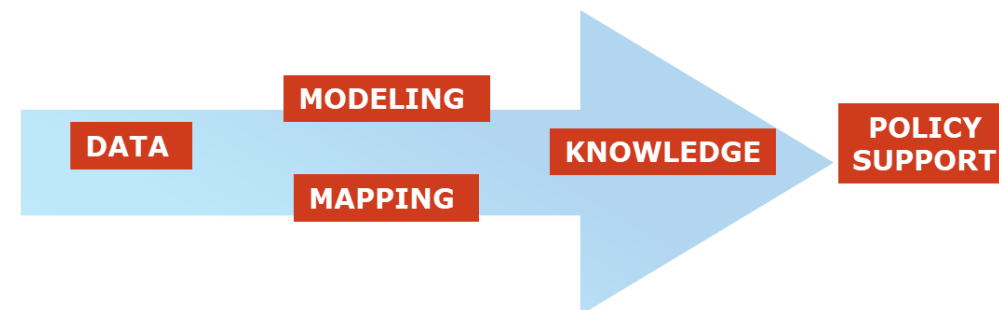 DATA
MODELING
MAPPING
KNOWLEDGE
POLICY
SUPPORT